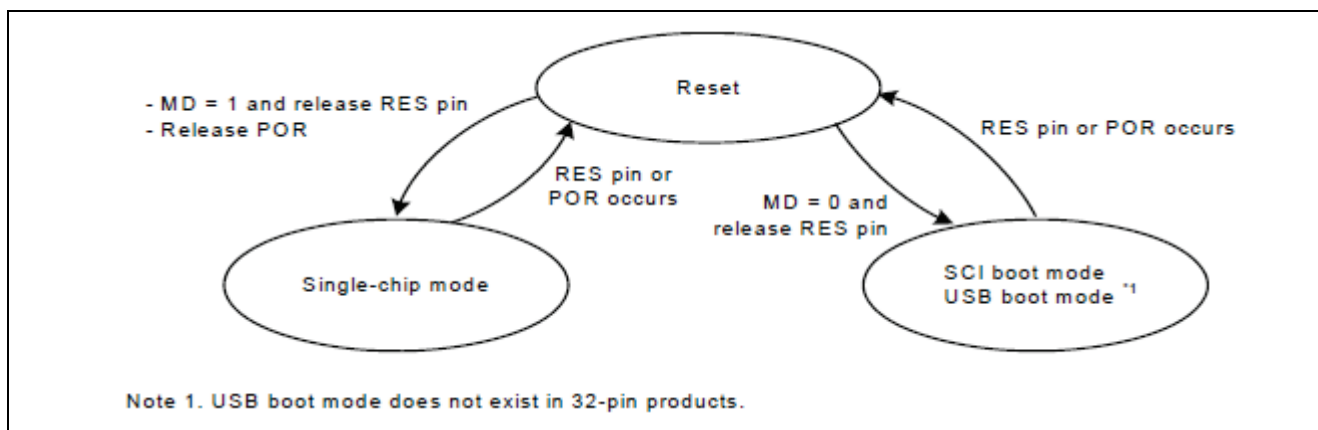 Reset
- MD = 1 and release RES pin
- Release POR
RES pin or POR occurs
RES pin or
POR occurs
MD = 0 and
release RES pin
Single-chip mode
SCI boot mode
USB boot mode *1
Note 1. USB boot mode does not exist in 32-pin products.